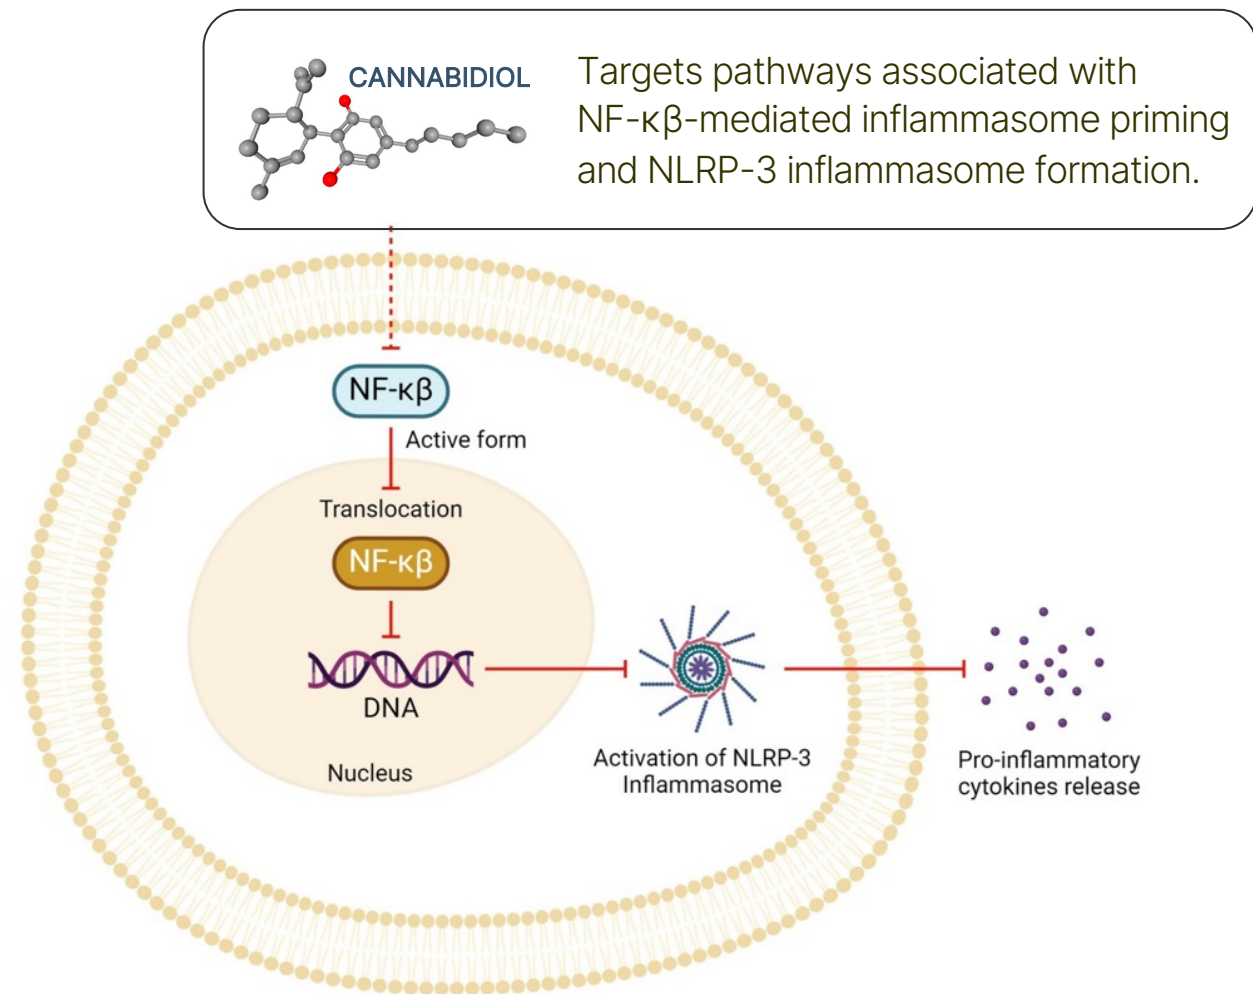 CANNABIDIOL
Targets pathways associated with
NF-κβ-mediated inflammasome priming
and NLRP-3 inflammasome formation.
NF-κβ
Active form
Translocation
NF-κβ
DNA
Nucleus
Activation of NLRP-3
Inflammasome
Pro-inflammatory
cytokines release